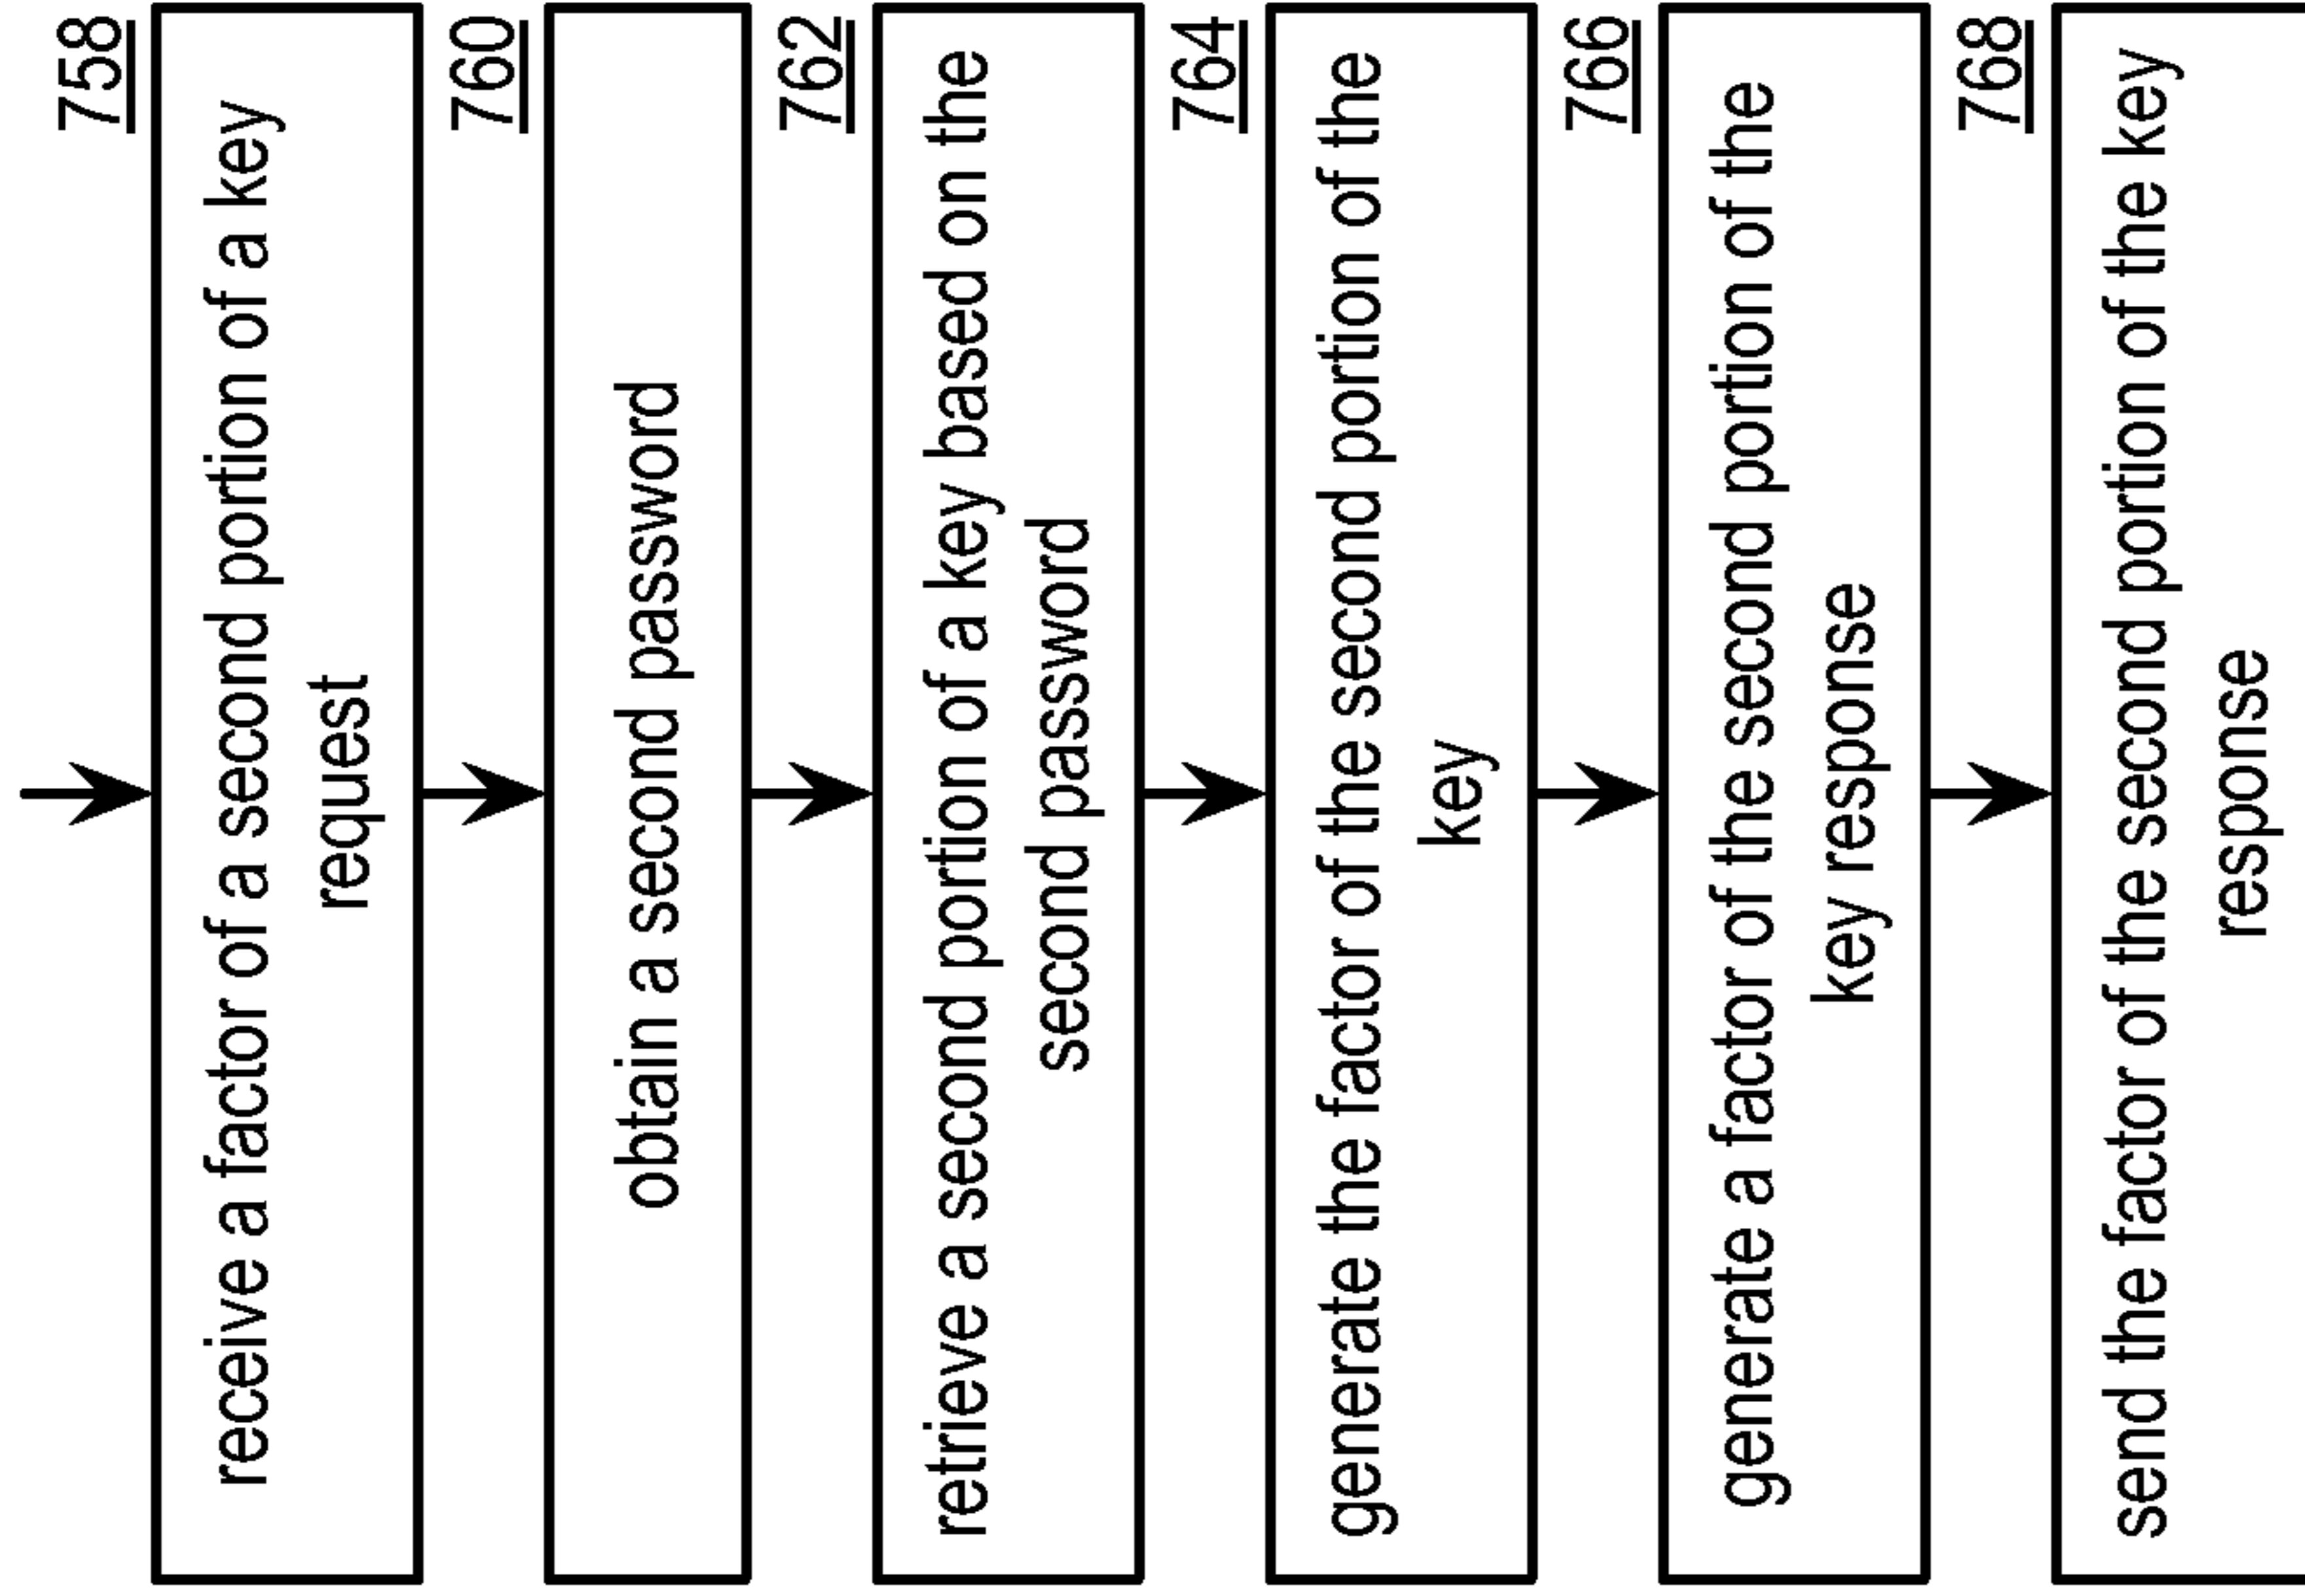 758
receive a factor of a second portion of a key
request
760
obtain a second password
762
retrieve a second portion of a key based on the
second password
764
generate the factor of the second portion of the
key
766
generate a factor of the second portion of the
key response
768
send the factor of the second portion of the key
response